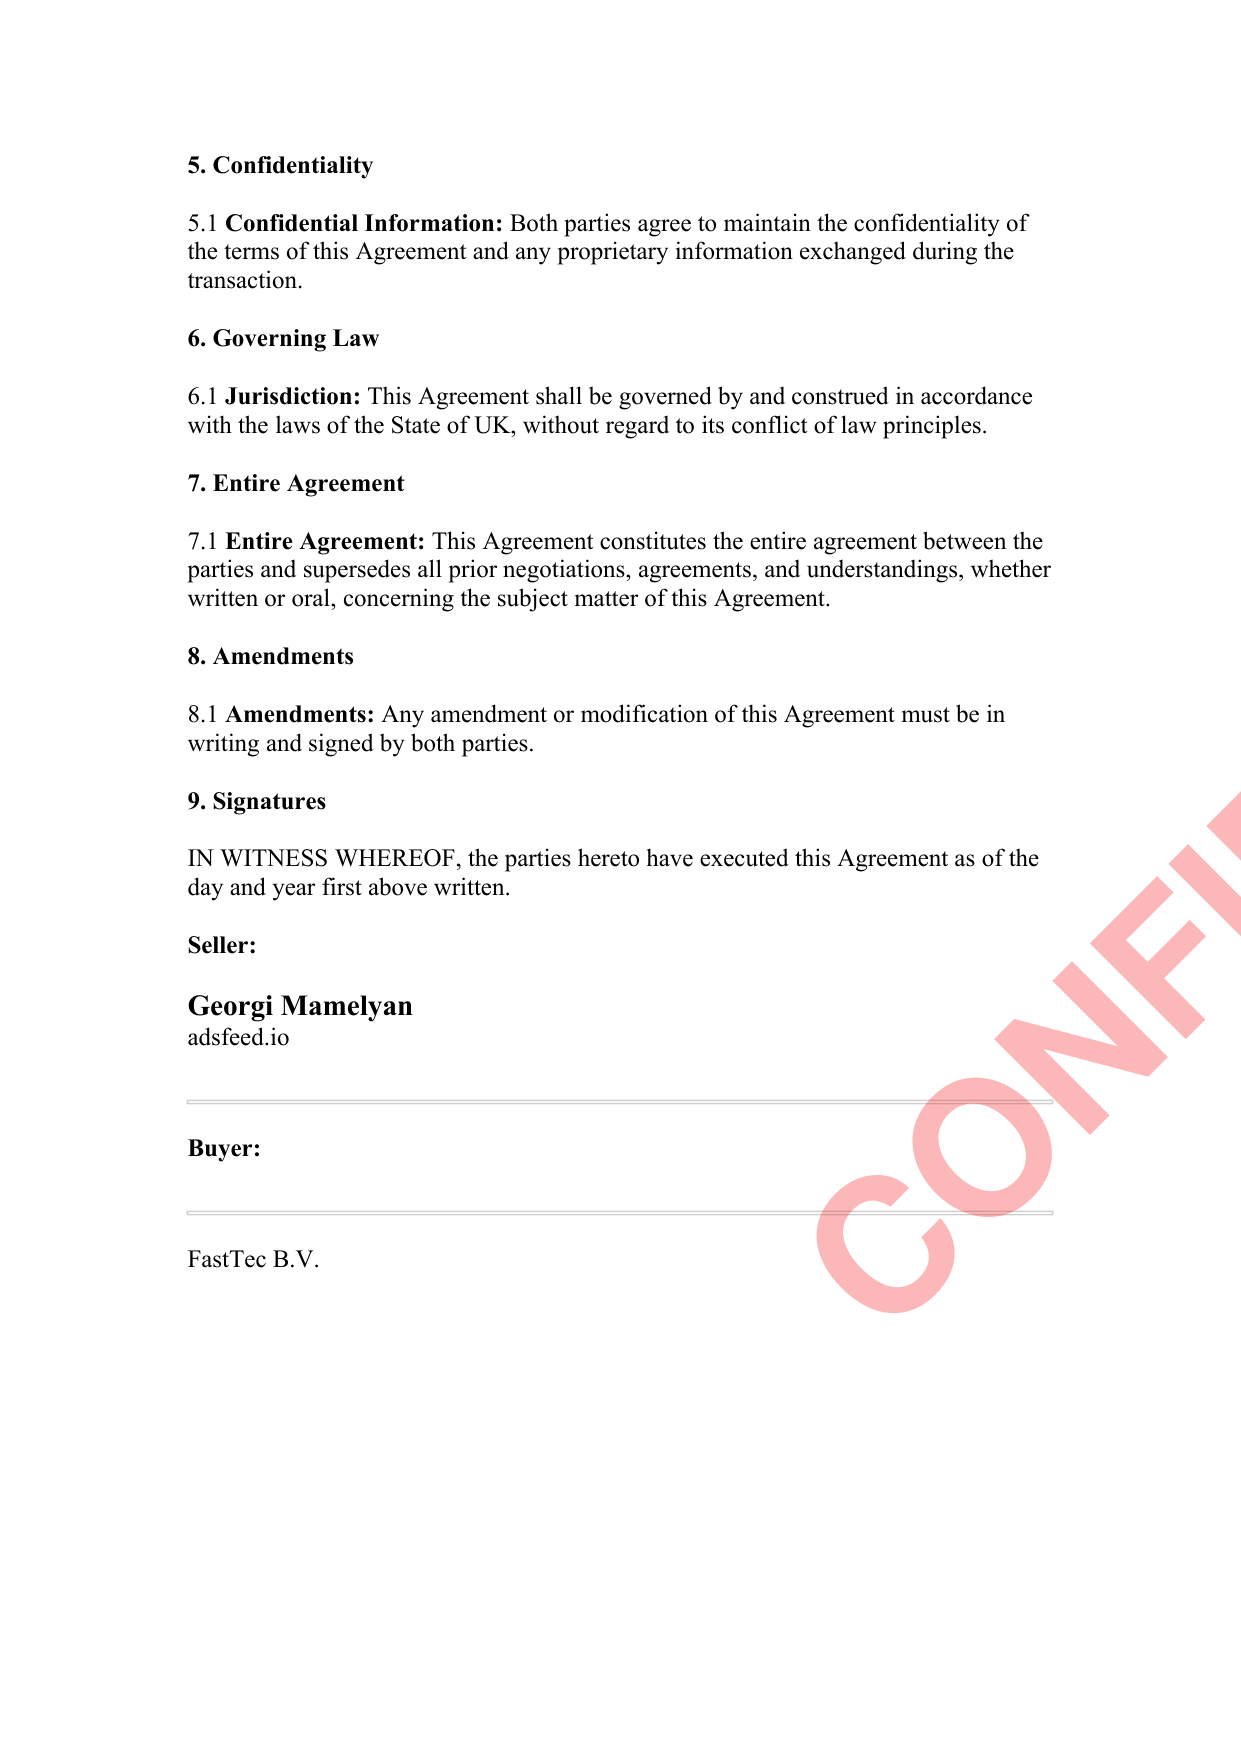 5. Confidentiality
5.1 Confidential Information: Both parties agree to maintain the confidentiality of
the terms of this Agreement and any proprietary information exchanged during the
transaction.
6. Governing Law
6.1 Jurisdiction: This Agreement shall be governed by and construed in accordance
with the laws of the State of UK, without regard to its conflict of law principles.
7. Entire Agreement
7.1 Entire Agreement: This Agreement constitutes the entire agreement between the
parties and supersedes all prior negotiations, agreements, and understandings, whether
written or oral, concerning the subject matter of this Agreement.
8. Amendments
8.1 Amendments: Any amendment or modification of this Agreement must be in
writing and signed by both parties.
9. Signatures
IN WITNESS WHEREOF, the parties hereto have executed this Agreement as of the
day and year first above written.
Seller:
Georgi Mamelyan
adsfeed.io
Buyer:
FastTec B.V.
CONFI